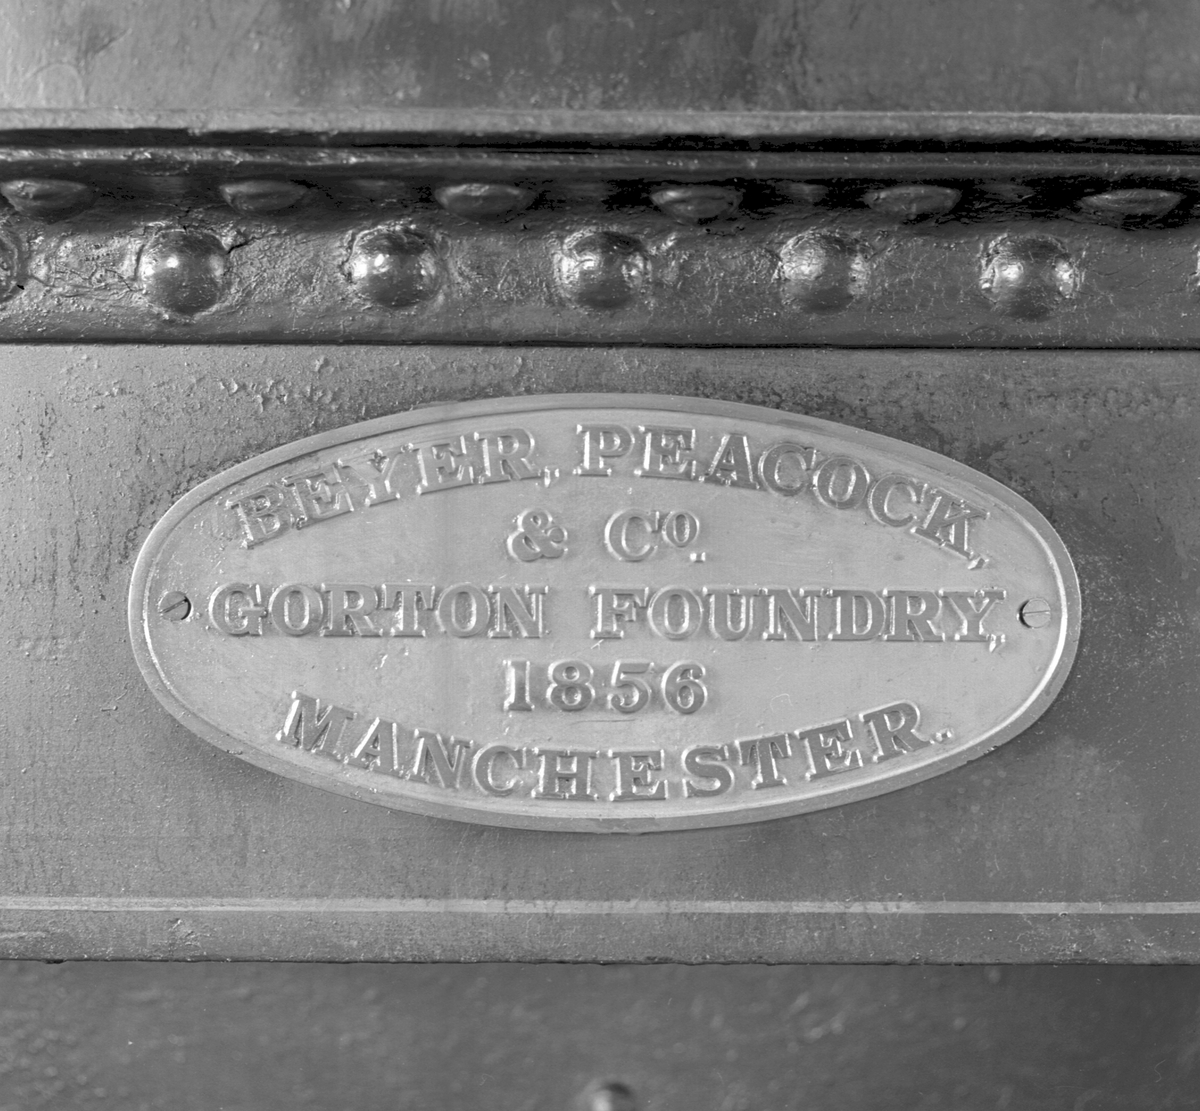 BEYER, PEACOCK,
& Co.
GORTON FOUNDRY,
1856
MANCHESTER.